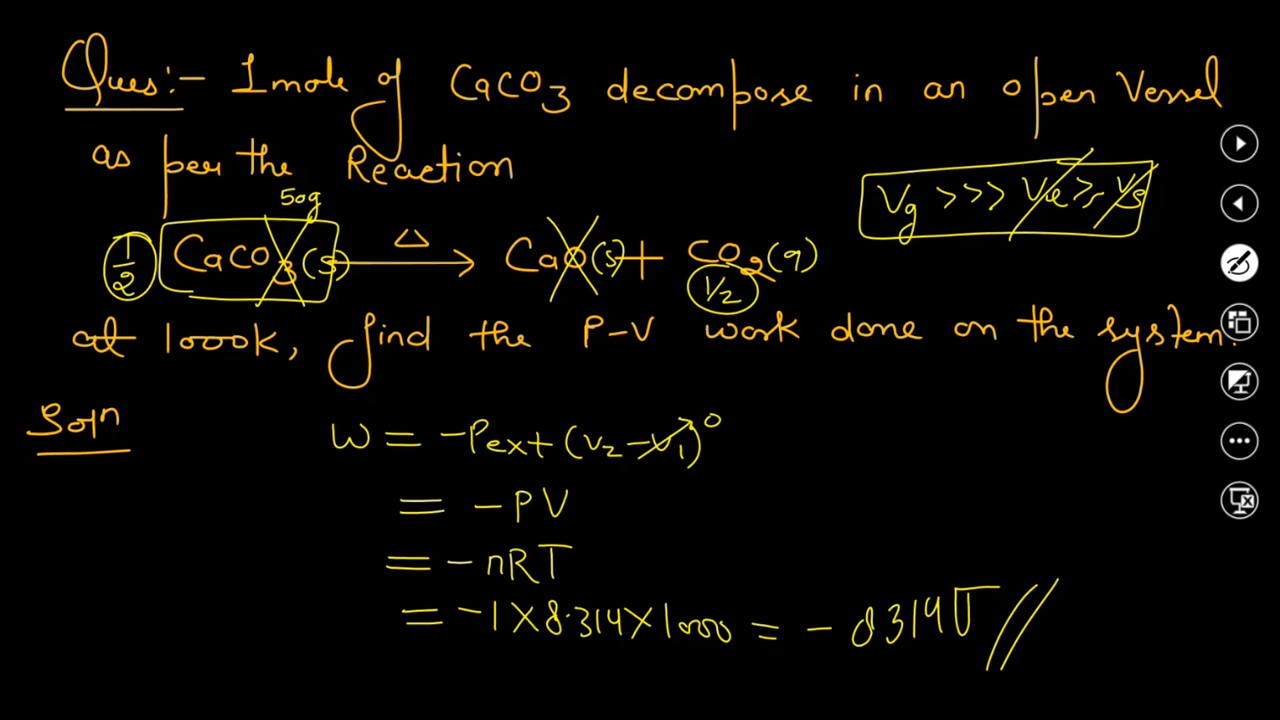 Ques:- 1 mole of CaCO3 decompose in an open Vessel
as per the Reaction
Vg >>> Vl >, Vs
50g
1/2 CaCO3(s) Δ→ CaO(s) + CO2(g)
1/2
at 1000K, find the P-V work done on the system.
Soln
W = -Pext (V2 - V1) 0
= -PV
= -nRT
= -1×8.314×1000 = -8314J //